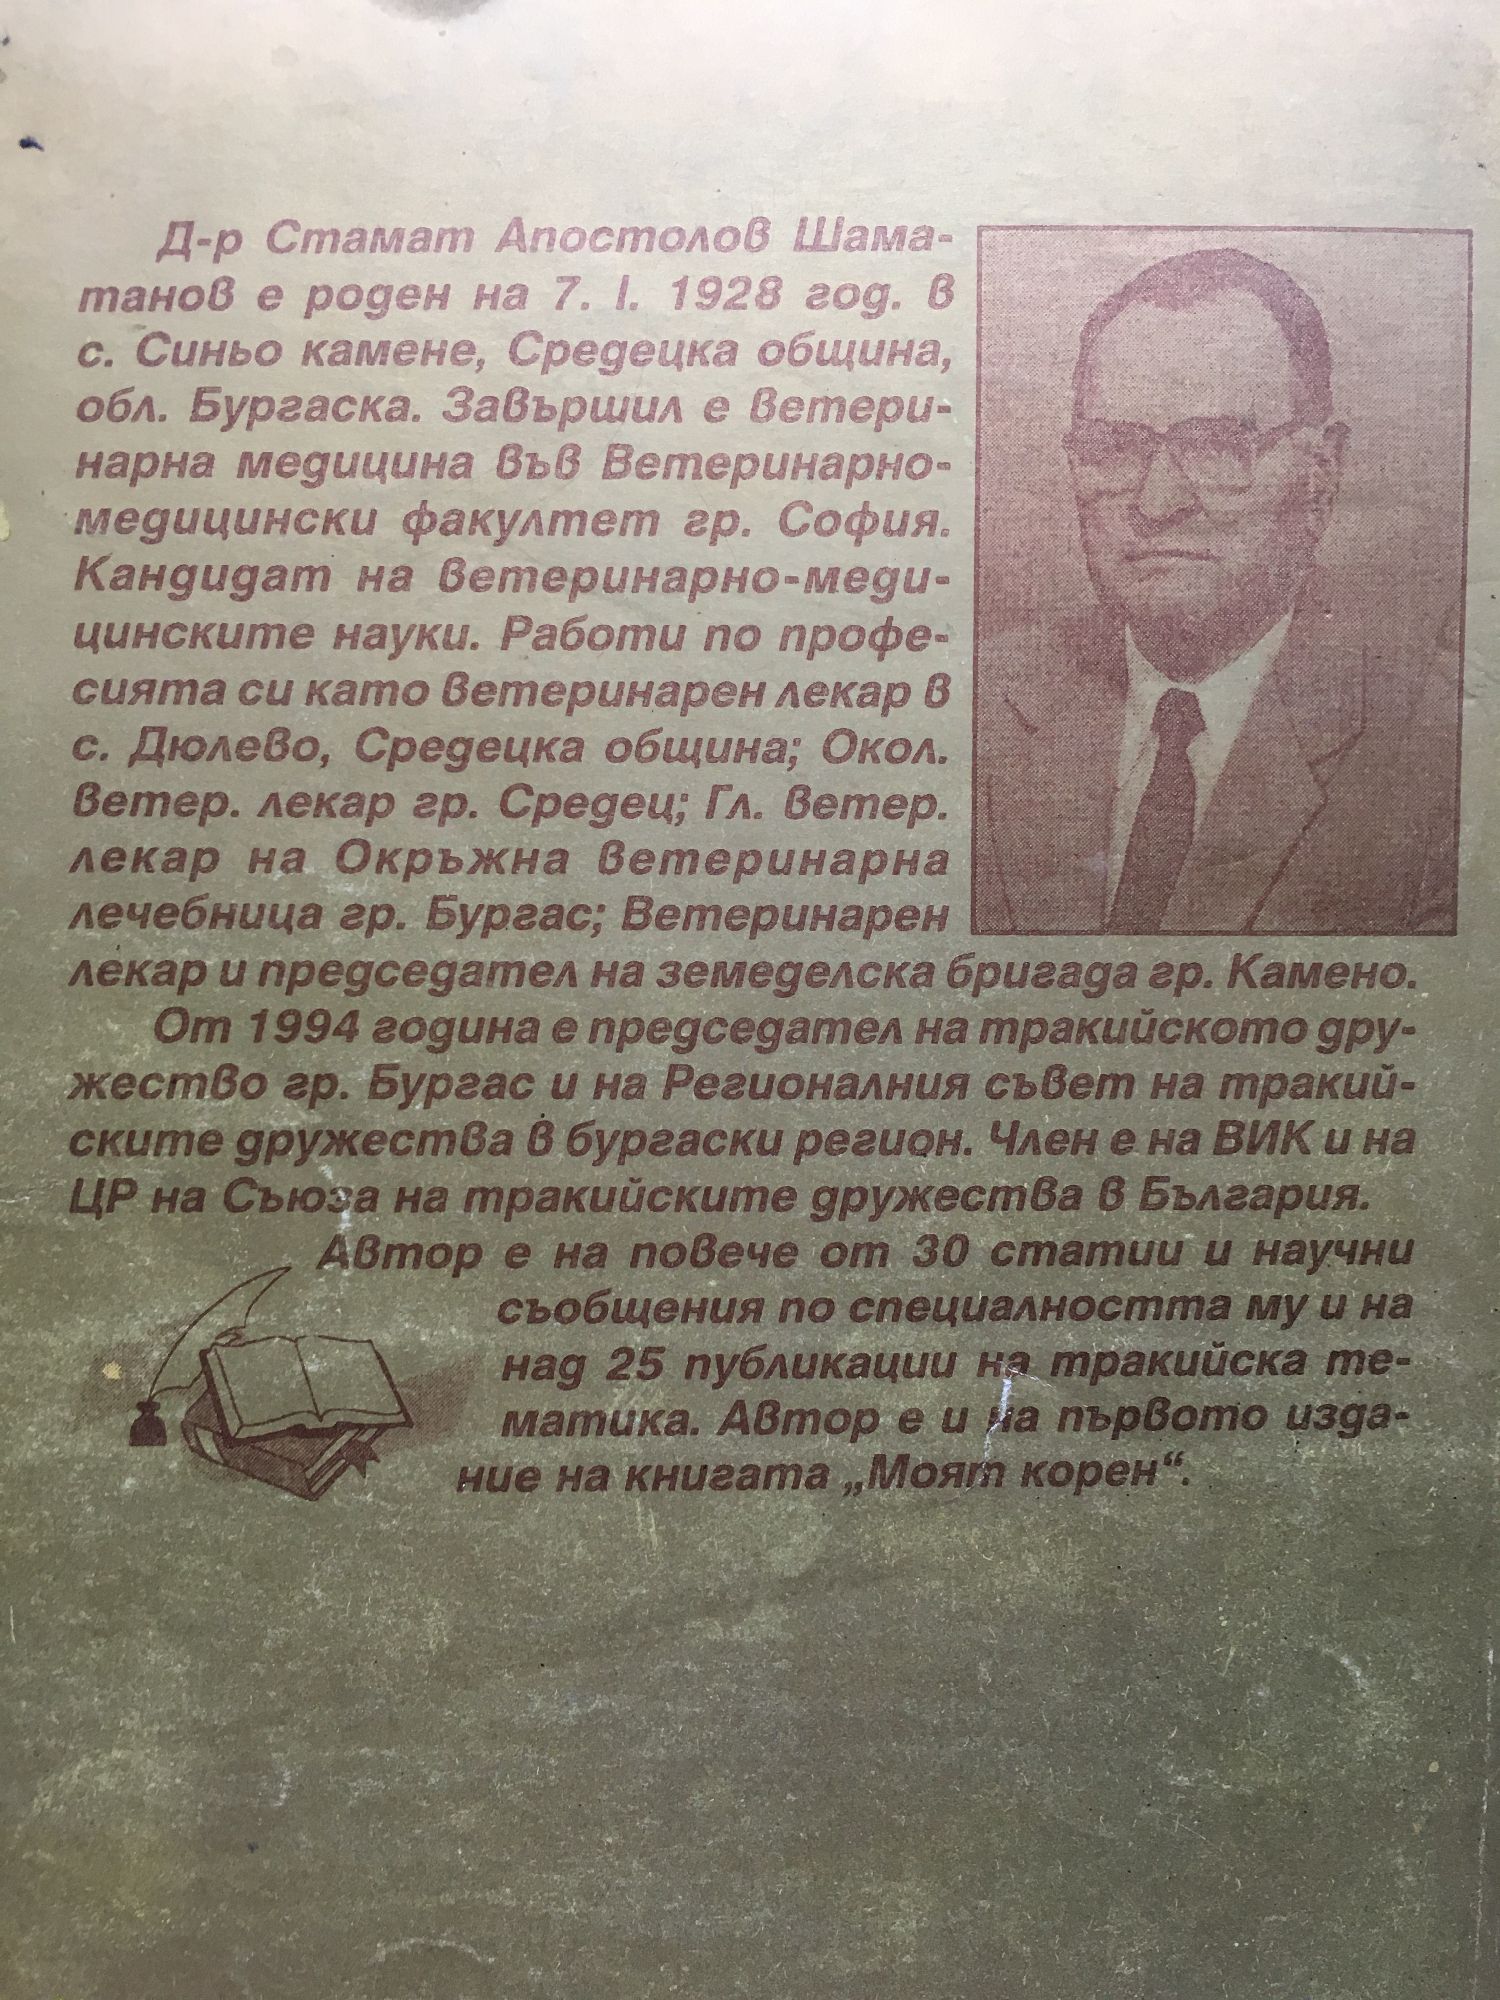 Д-р Стамат Апостолов Шама-
танов е роден на 7. I. 1928 год. в
с. Синьо камене, Средецка община,
обл. Бургаска. Завършил е ветери-
нарна медицина във Ветеринарно-
медицински факултет гр. София.
Кандидат на ветеринарно-меди-
цинските науки. Работи по профе-
сията си като ветеринарен лекар в
с. Дюлево, Средецка община; Окол.
ветер. лекар гр. Средец; Гл. ветер.
лекар на Окръжна ветеринарна
лечебница гр. Бургас; Ветеринарен
лекар и председател на земеделска бригада гр. Камено.
От 1994 година е председател на тракийското дру-
жество гр. Бургас и на Регионалния съвет на тракий-
ските дружества в бургаски регион. Член е на ВИК и на
ЦР на Съюза на тракийските дружества в България.
Автор е на повече от 30 статии и научни
съобщения по специалността му и на
над 25 публикации на тракийска те-
матика. Автор е и на първото изда-
ние на книгата „Моят корен“.